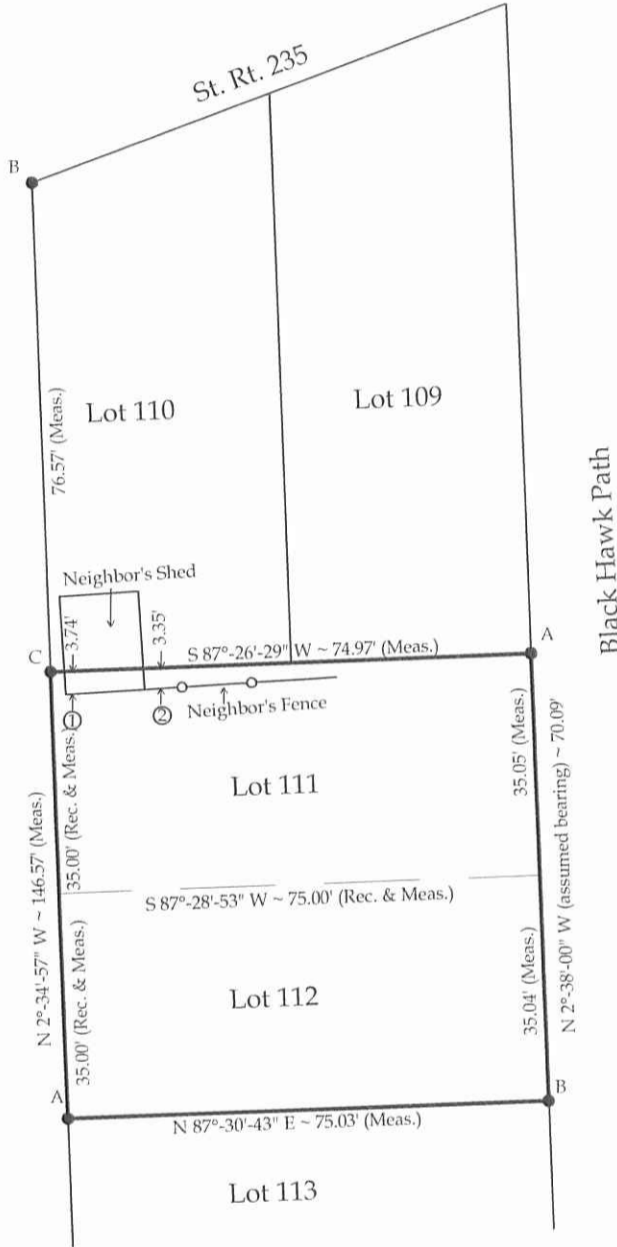 St. Rt. 235
B
76.57' (Meas.)
Lot 110
Lot 109
Black Hawk Path
Neighbor's Shed
3.74'
3.35'
C
S 87°-26'-29" W ~ 74.97' (Meas.)
A
①
②
Neighbor's Fence
35.00' (Rec. & Meas.)
Lot 111
35.05' (Meas.)
N 2°-34'-57" W ~ 146.57' (Meas.)
S 87°-28'-53" W ~ 75.00' (Rec. & Meas.)
N 2°-38'-00" W (assumed bearing) ~ 70.09'
35.00' (Rec. & Meas.)
Lot 112
35.04' (Meas.)
A
B
N 87°-30'-43" E ~ 75.03' (Meas.)
Lot 113